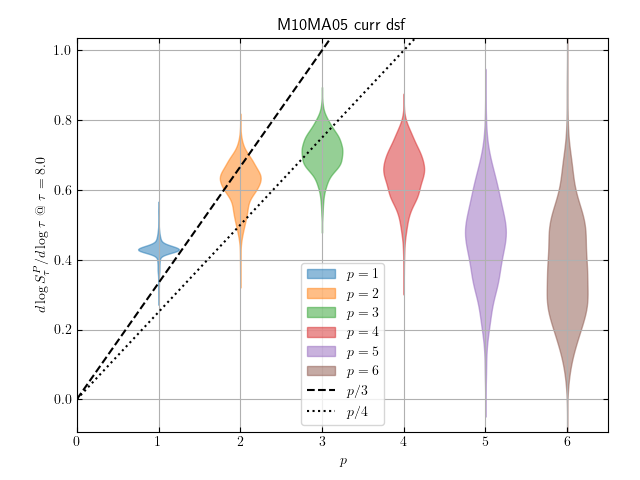 M10MA05 curr dsf
d log S_τ^P / d log τ @ τ = 8.0
1.0
0.8
0.6
0.4
0.2
0.0
p = 1
p = 2
p = 3
p = 4
p = 5
p = 6
p/3
p/4
0 1 2 3 4 5 6
p